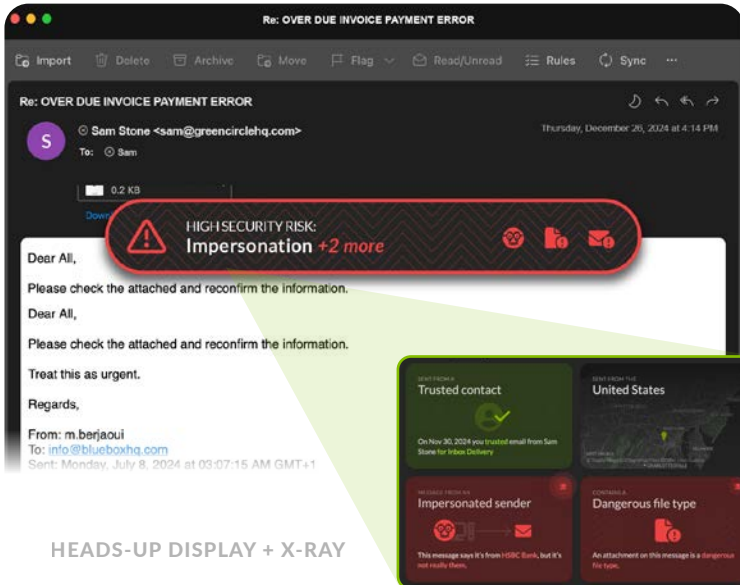 Re: OVER DUE INVOICE PAYMENT ERROR
Import Delete Archive Move Flag Read/Unread Rules Sync ...
Re: OVER DUE INVOICE PAYMENT ERROR
S
Sam Stone <sam@greencirclehq.com>
Thursday, December 26, 2024 at 4:14 PM
To: Sam
0.2 KB
HIGH SECURITY RISK:
Impersonation +2 more
Dear All,
Please check the attached and reconfirm the information.
Dear All,
Please check the attached and reconfirm the information.
Treat this as urgent.
Regards,
From: m.berjaoui
To: info@blueboxhq.com
Sent: Monday, July 8, 2024 at 03:07:15 AM GMT+1
SENT FROM A
Trusted contact
On Nov 30, 2024 you trusted email from Sam
Stone for Inbox Delivery
SENT FROM THE
United States
MESSAGE FROM AN
Impersonated sender
This message says it's from HSBC Bank, but it's
not really them.
CONTAINS A
Dangerous file type
An attachment on this message is a dangerous
file type.
HEADS-UP DISPLAY + X-RAY